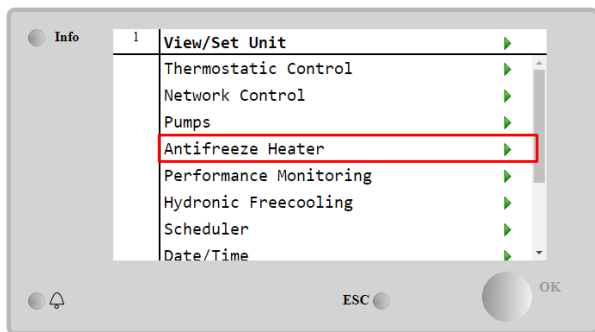 Info
1 View/Set Unit
Thermostatic Control
Network Control
Pumps
Antifreeze Heater
Performance Monitoring
Hydronic Freecooling
Scheduler
Date/Time
ESC
OK